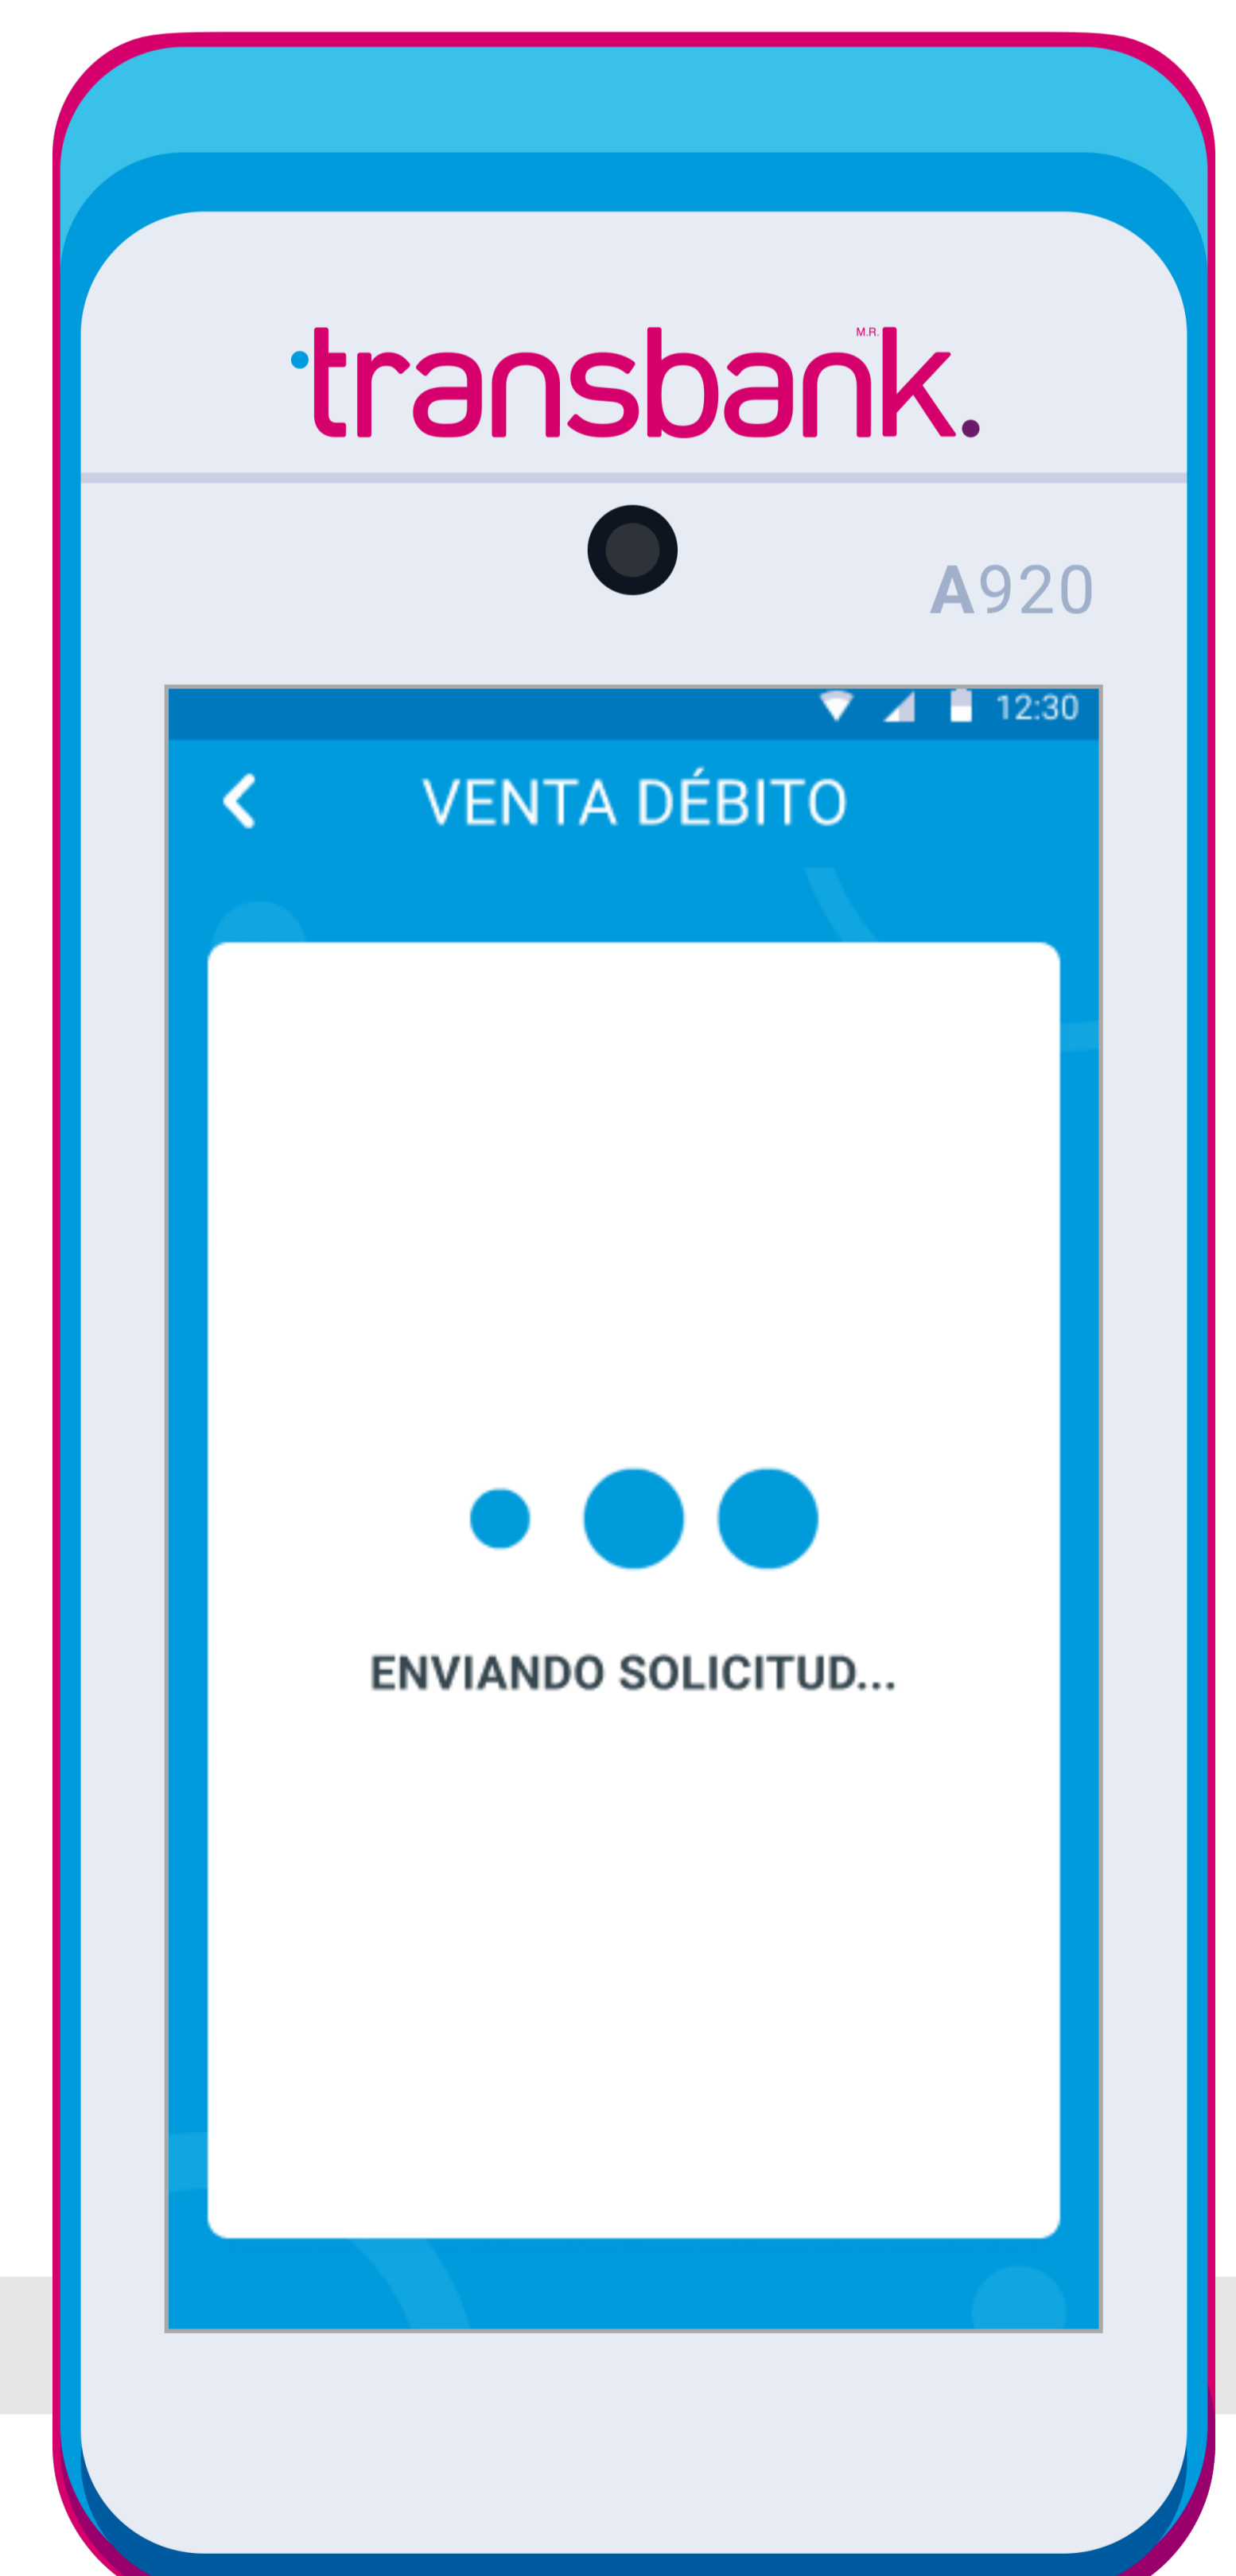 transbank.
M.R.
A920
12:30
VENTA DÉBITO
ENVIANDO SOLICITUD...